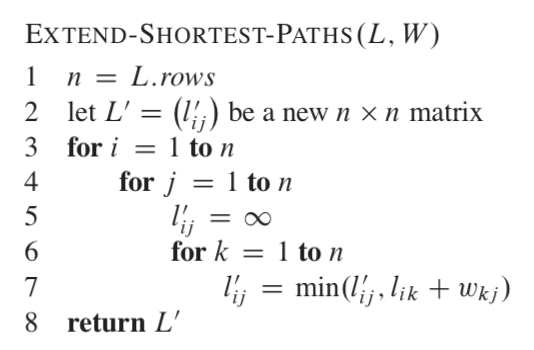 EXTEND-SHORTEST-PATHS(L, W)
1 n = L.rows
2 let L′ = (l′ij) be a new n × n matrix
3 for i = 1 to n
4 for j = 1 to n
5 l′ij = ∞
6 for k = 1 to n
7 l′ij = min(l′ij, lik + wkj)
8 return L′